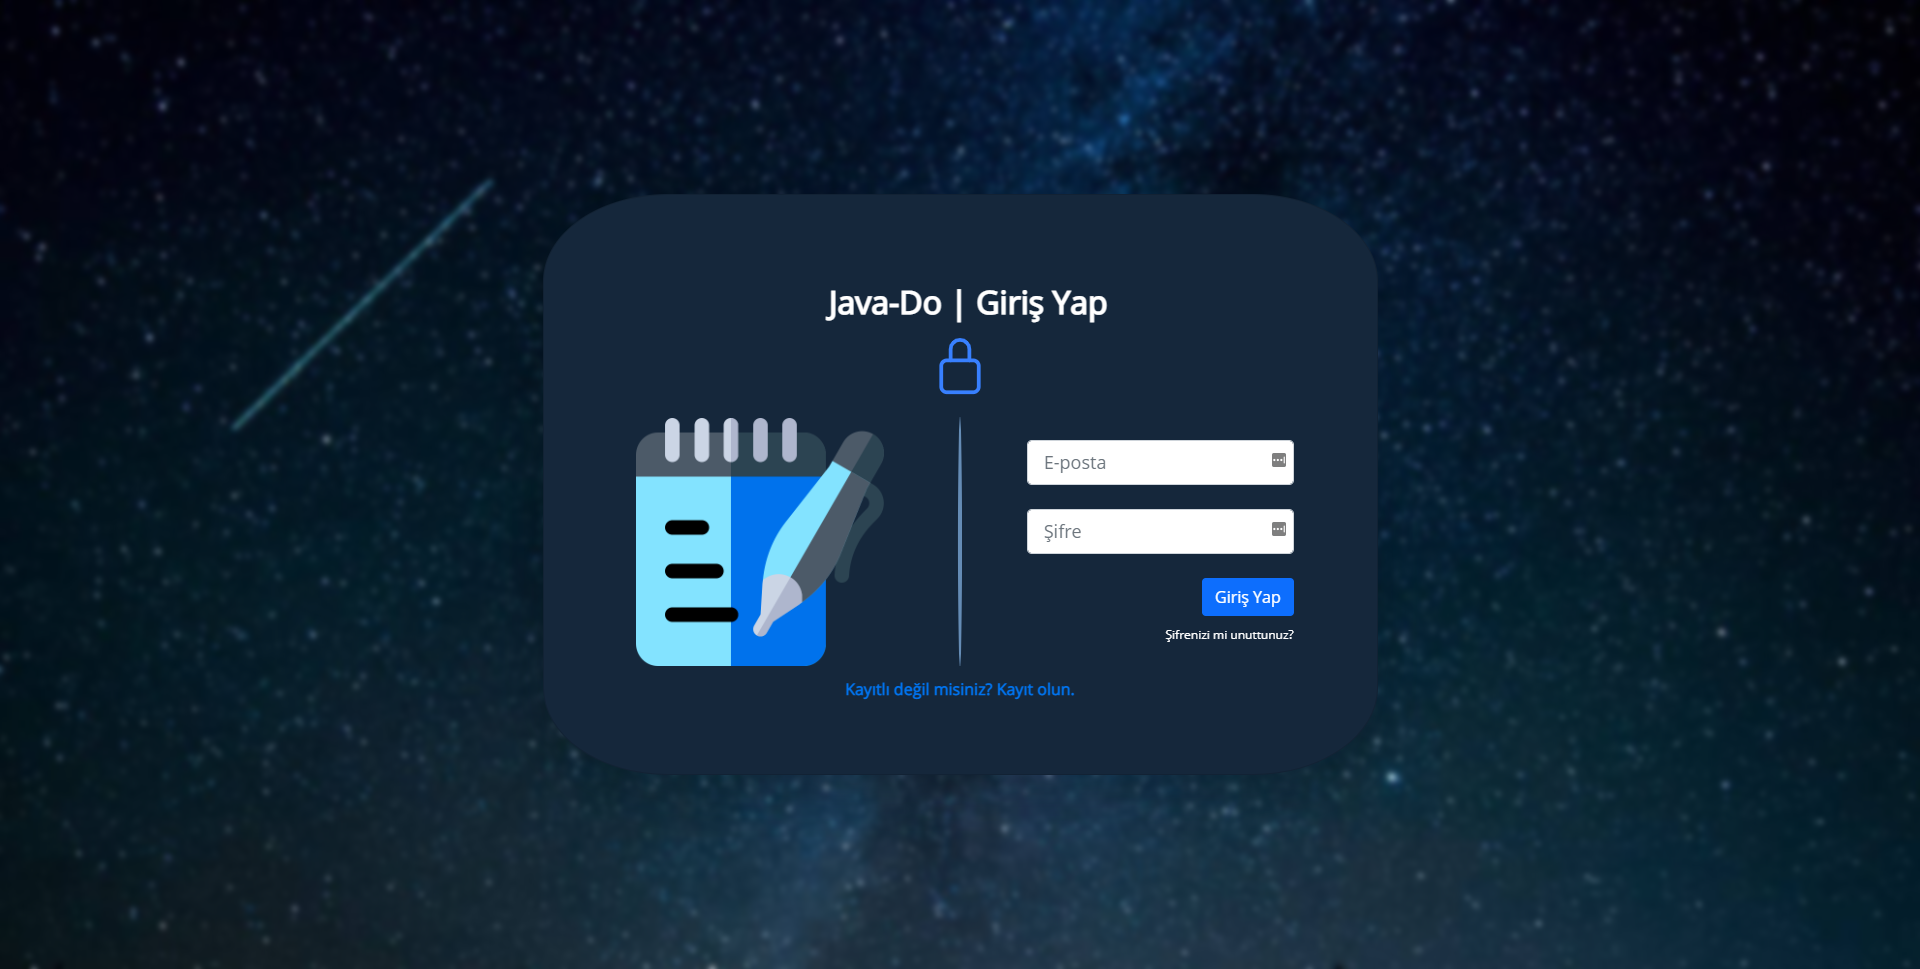 Java-Do | Giriş Yap
E-posta
Şifre
Giriş Yap
Şifrenizi mi unuttunuz?
Kayıtlı değil misiniz? Kayıt olun.